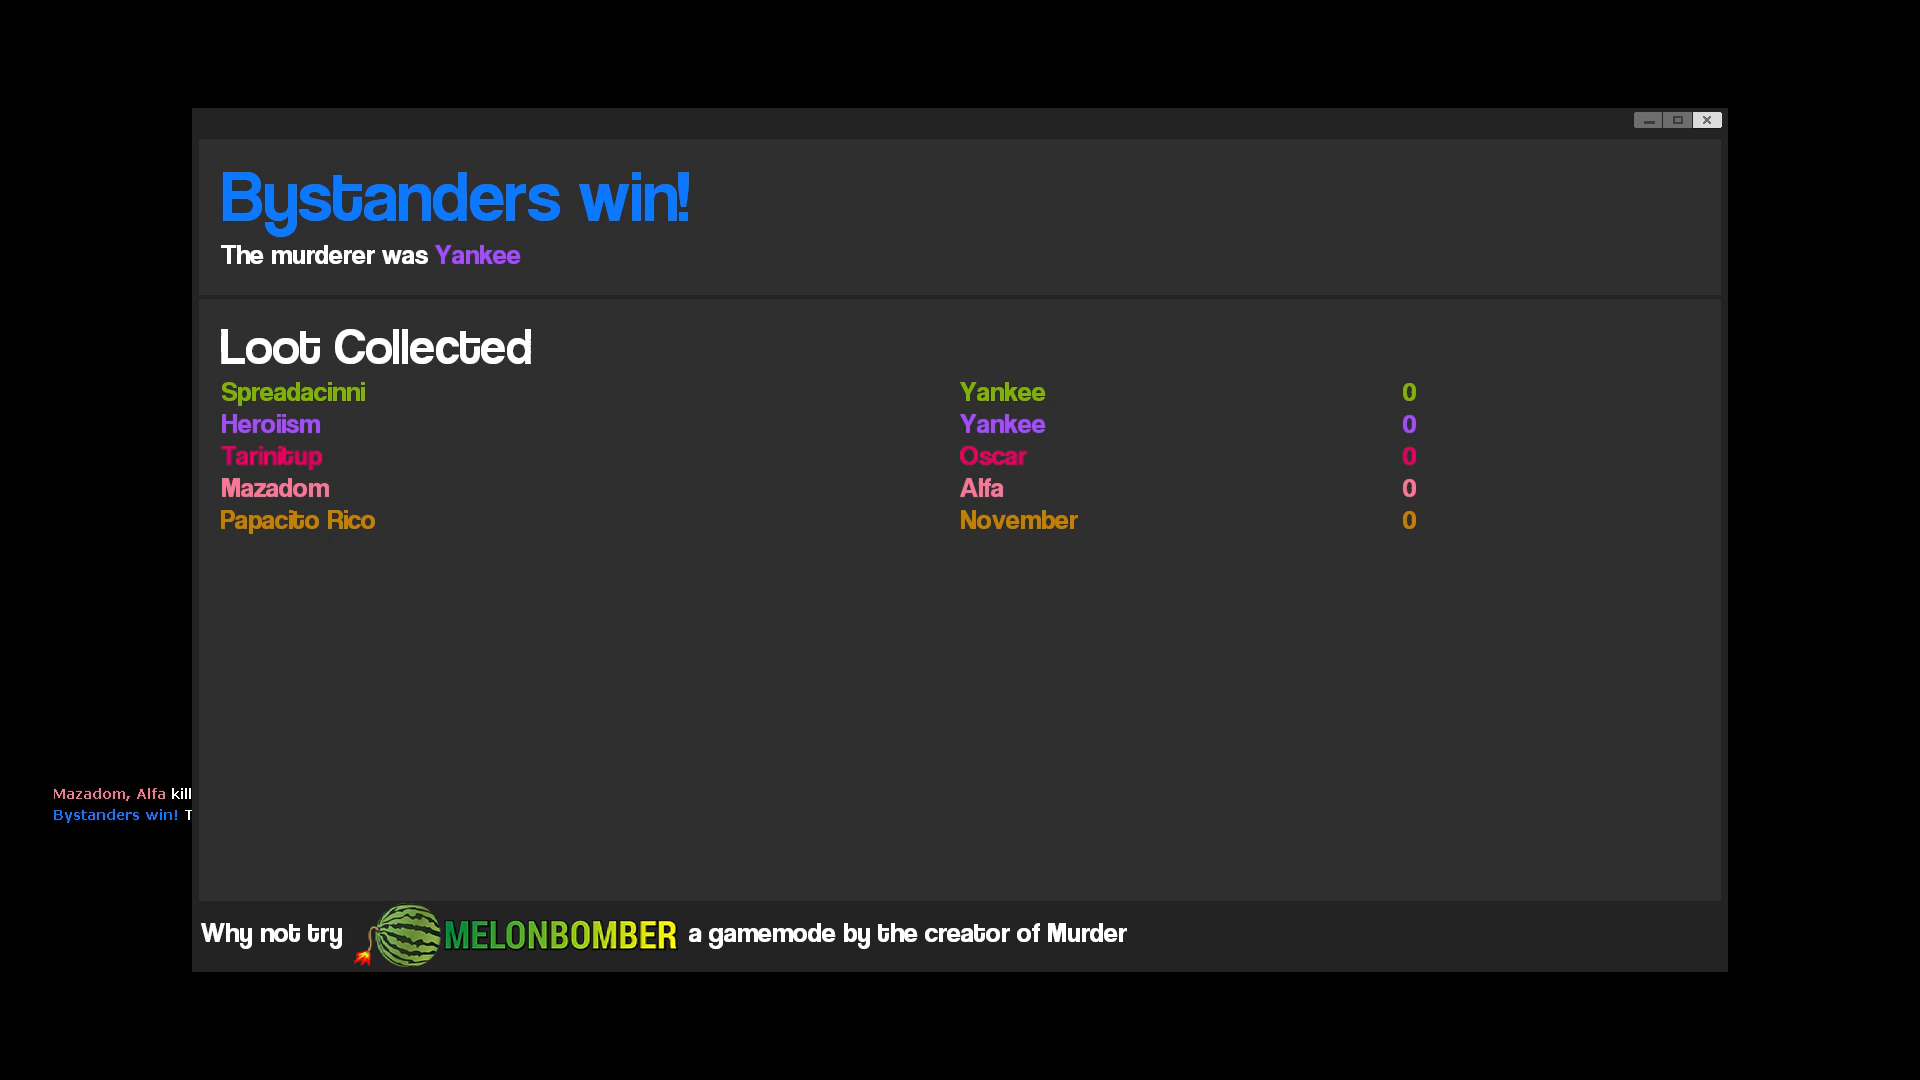 Bystanders win!
The murderer was Yankee
Loot Collected
Spreadacinni Yankee 0
Heroiism Yankee 0
Tarinitup Oscar 0
Mazadom Alfa 0
Papacito Rico November 0
Mazadom, Alfa kill
Bystanders win! T
Why not try MELONBOMBER a gamemode by the creator of Murder